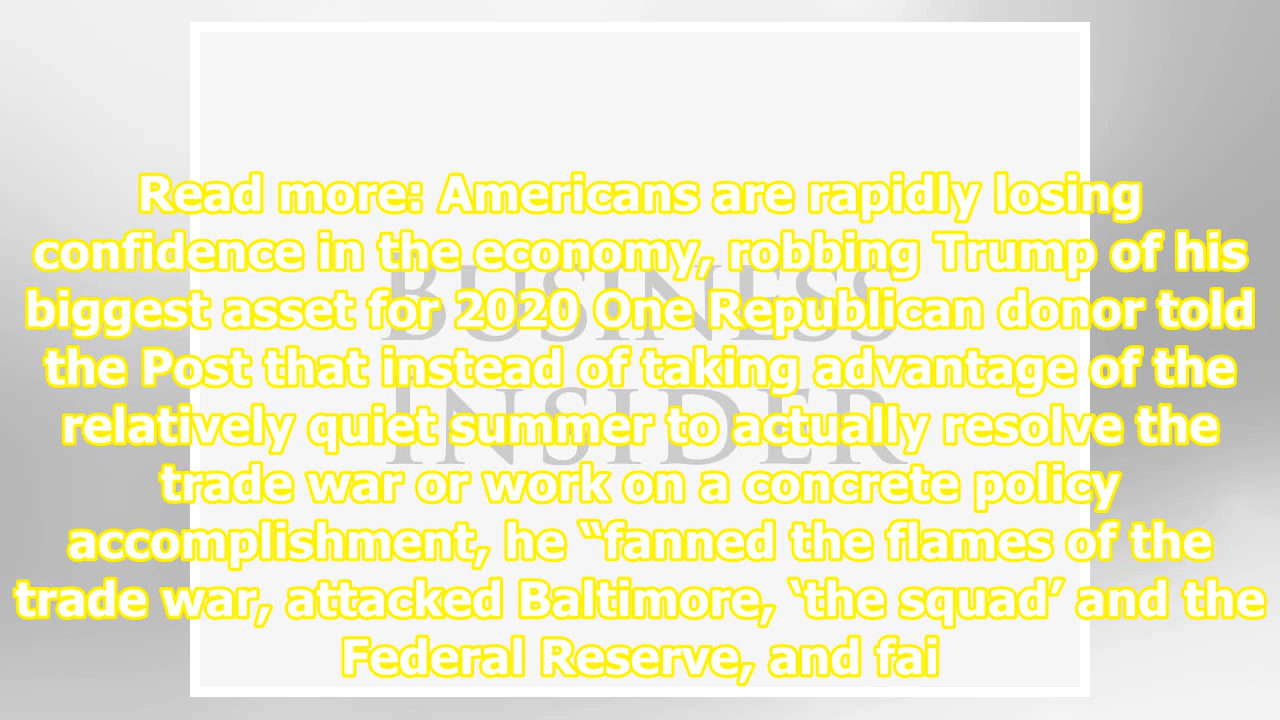 Read more: Americans are rapidly losing
confidence in the economy, robbing Trump of his
biggest asset for 2020 One Republican donor told
the Post that instead of taking advantage of the
relatively quiet summer to actually resolve the
trade war or work on a concrete policy
accomplishment, he “fanned the flames of the
trade war, attacked Baltimore, ‘the squad’ and the
Federal Reserve, and fai
BUSINESS
INSIDER